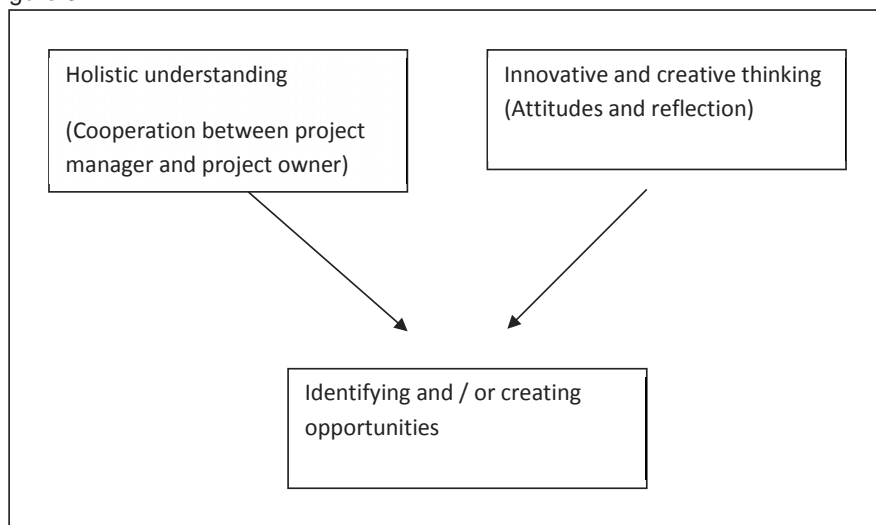 Holistic understanding
(Cooperation between project
manager and project owner)
Innovative and creative thinking
(Attitudes and reflection)
Identifying and / or creating
opportunities